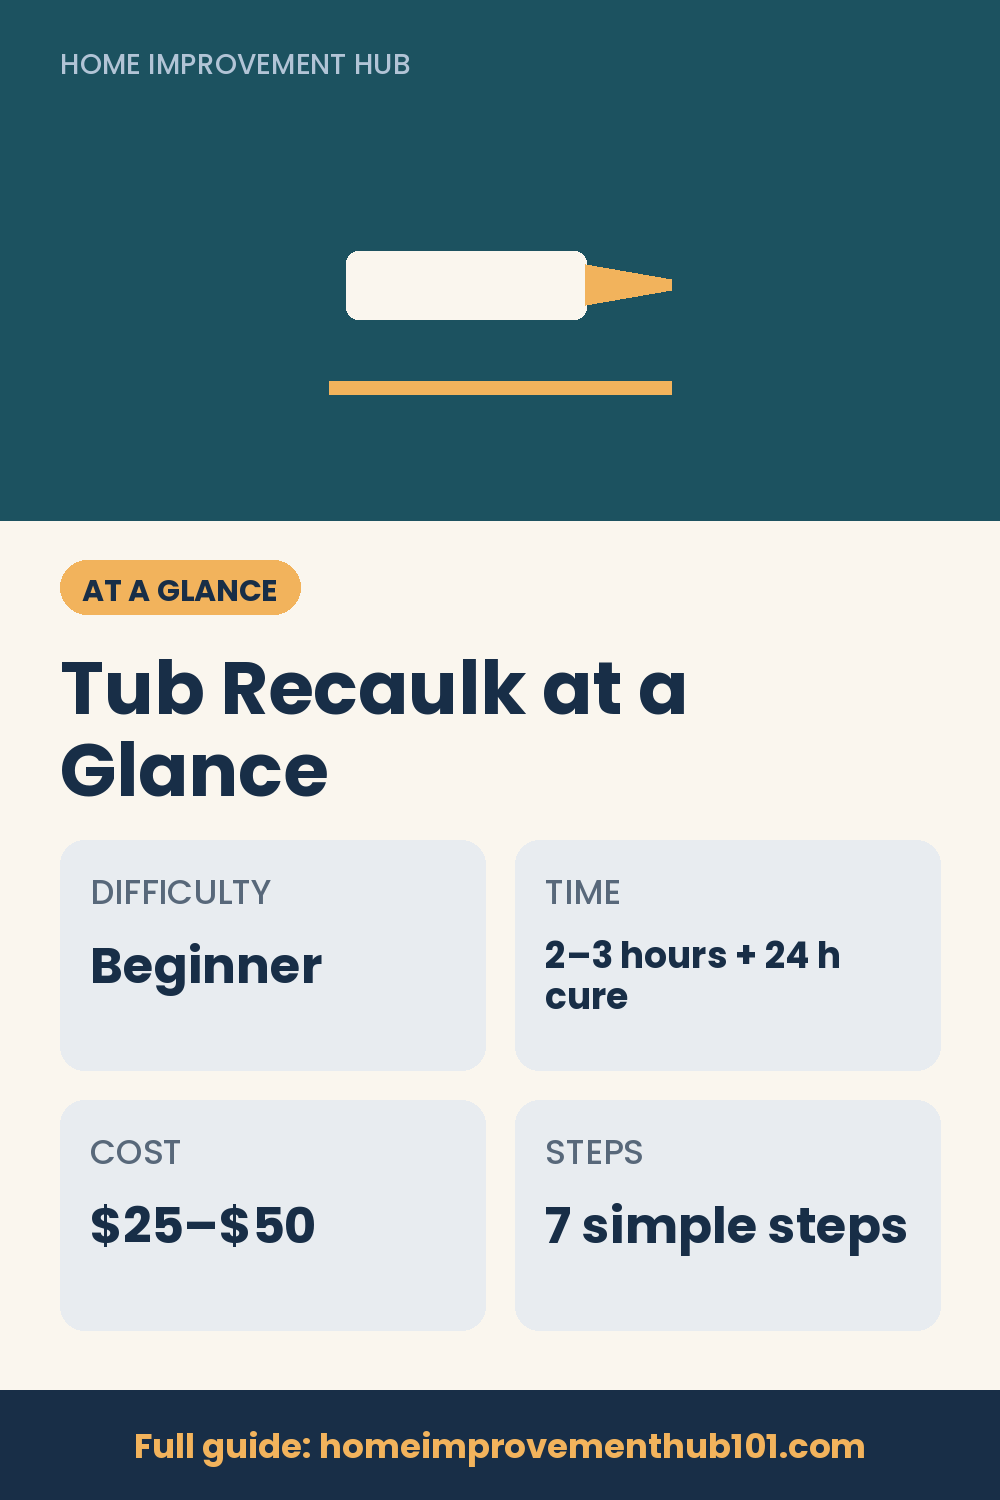 HOME IMPROVEMENT HUB
AT A GLANCE
Tub Recaulk at a
Glance
DIFFICULTY
Beginner
TIME
2–3 hours + 24 h
cure
COST
$25–$50
STEPS
7 simple steps
Full guide: homeimprovementhub101.com